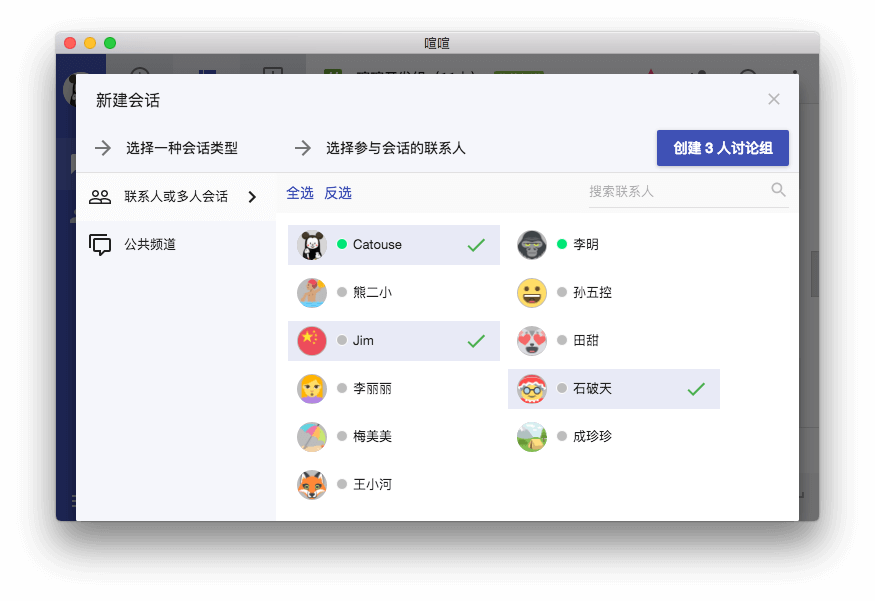 喧喧
新建会话
选择一种会话类型
选择参与会话的联系人
创建 3 人讨论组
联系人或多人会话
全选 反选
搜索联系人
公共频道
Catouse
李明
熊二小
孙五控
Jim
田甜
李丽丽
石破天
梅美美
成珍珍
王小河